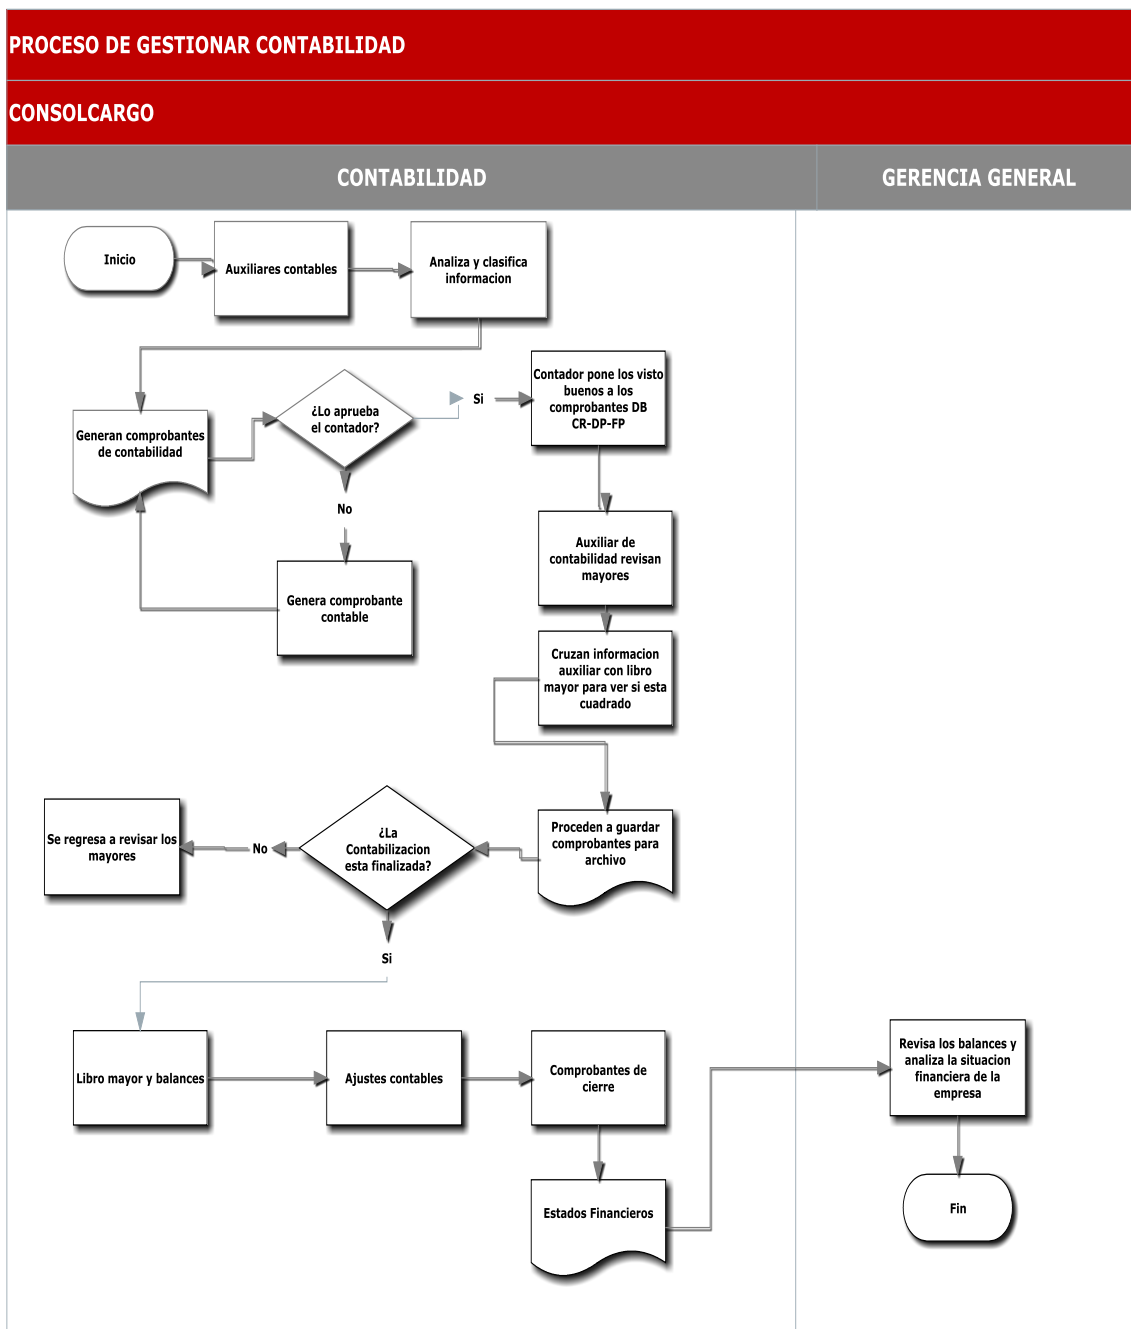 PROCESO DE GESTIONAR CONTABILIDAD
CONSOLCARGO
CONTABILIDAD
GERENCIA GENERAL
Inicio
Auxiliares contables
Analiza y clasifica
informacion
Generan comprobantes
de contabilidad
¿Lo aprueba
el contador?
Si
Contador pone los visto
buenos a los
comprobantes DB
CR-DP-FP
No
Genera comprobante
contable
Auxiliar de
contabilidad revisan
mayores
Cruzan informacion
auxiliar con libro
mayor para ver si esta
cuadrado
Proceden a guardar
comprobantes para
archivo
¿La
Contabilizacion
esta finalizada?
No
Se regresa a revisar los
mayores
Si
Libro mayor y balances
Ajustes contables
Comprobantes de
cierre
Estados Financieros
Revisa los balances y
analiza la situacion
financiera de la
empresa
Fin